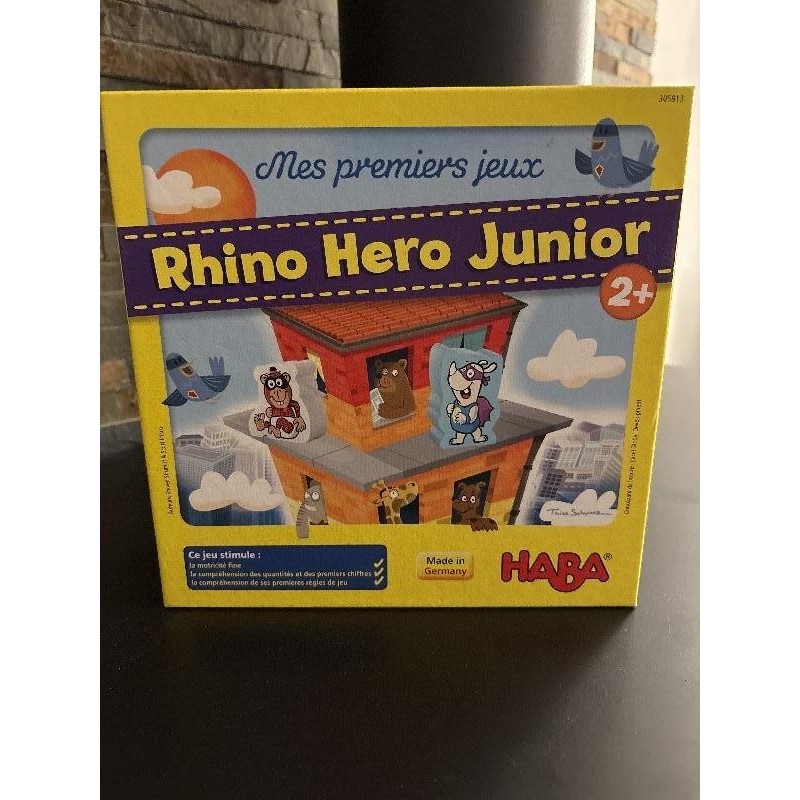 305913
Mes premiers jeux
Rhino Hero Junior
2+
Ce jeu stimule :
la motricité fine
la compréhension des quantités et des premiers chiffres
la compréhension de ses premières règles de jeu
Made in
Germany
HABA®